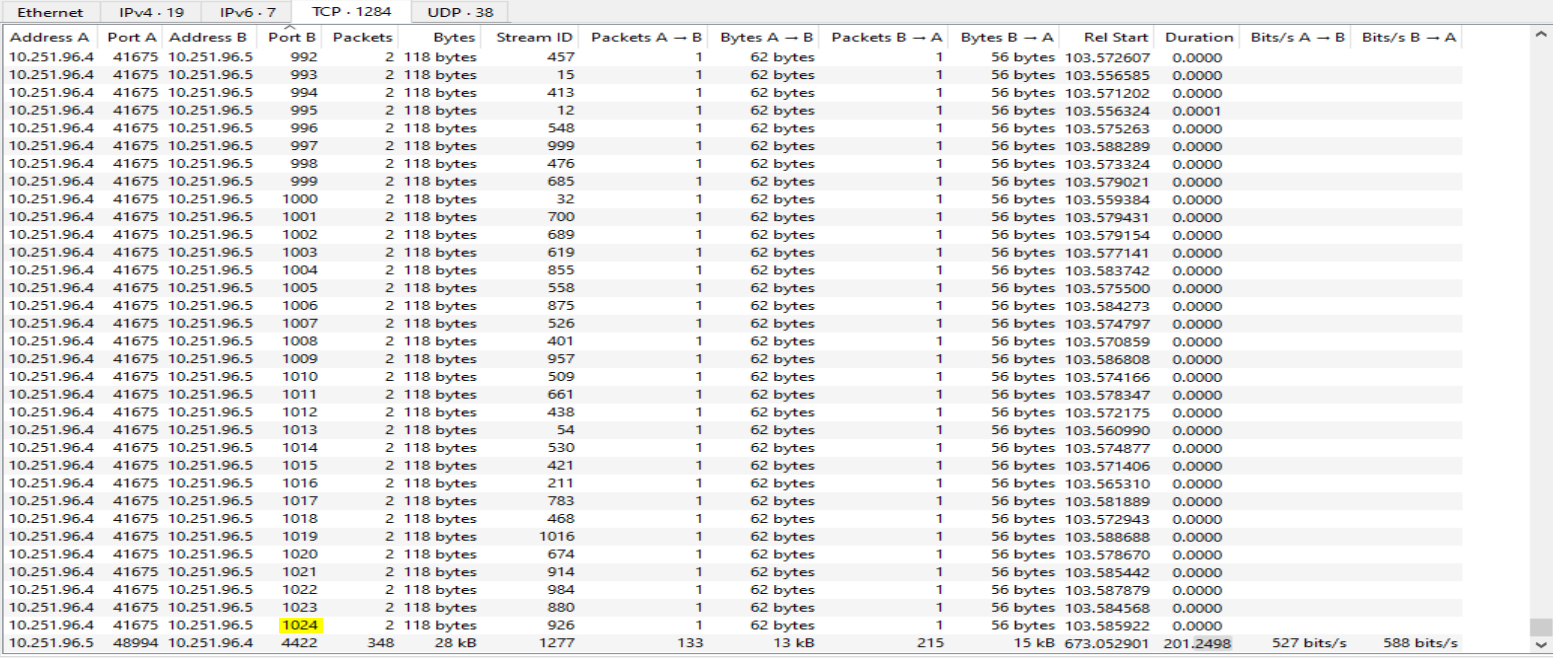 Ethernet IPv4 · 19 IPv6 · 7 TCP · 1284 UDP · 38
Address A Port A Address B Port B Packets Bytes Stream ID Packets A → B Bytes A → B Packets B → A Bytes B → A Rel Start Duration Bits/s A → B Bits/s B → A
10.251.96.4 41675 10.251.96.5 992 2 118 bytes 457 1 62 bytes 1 56 bytes 103.572607 0.0000
10.251.96.4 41675 10.251.96.5 993 2 118 bytes 15 1 62 bytes 1 56 bytes 103.556585 0.0000
10.251.96.4 41675 10.251.96.5 994 2 118 bytes 413 1 62 bytes 1 56 bytes 103.571202 0.0000
10.251.96.4 41675 10.251.96.5 995 2 118 bytes 12 1 62 bytes 1 56 bytes 103.556324 0.0001
10.251.96.4 41675 10.251.96.5 996 2 118 bytes 548 1 62 bytes 1 56 bytes 103.575263 0.0000
10.251.96.4 41675 10.251.96.5 997 2 118 bytes 999 1 62 bytes 1 56 bytes 103.588289 0.0000
10.251.96.4 41675 10.251.96.5 998 2 118 bytes 476 1 62 bytes 1 56 bytes 103.573324 0.0000
10.251.96.4 41675 10.251.96.5 999 2 118 bytes 685 1 62 bytes 1 56 bytes 103.579021 0.0000
10.251.96.4 41675 10.251.96.5 1000 2 118 bytes 32 1 62 bytes 1 56 bytes 103.559384 0.0000
10.251.96.4 41675 10.251.96.5 1001 2 118 bytes 700 1 62 bytes 1 56 bytes 103.579431 0.0000
10.251.96.4 41675 10.251.96.5 1002 2 118 bytes 689 1 62 bytes 1 56 bytes 103.579154 0.0000
10.251.96.4 41675 10.251.96.5 1003 2 118 bytes 619 1 62 bytes 1 56 bytes 103.577141 0.0000
10.251.96.4 41675 10.251.96.5 1004 2 118 bytes 855 1 62 bytes 1 56 bytes 103.583742 0.0000
10.251.96.4 41675 10.251.96.5 1005 2 118 bytes 558 1 62 bytes 1 56 bytes 103.575500 0.0000
10.251.96.4 41675 10.251.96.5 1006 2 118 bytes 875 1 62 bytes 1 56 bytes 103.584273 0.0000
10.251.96.4 41675 10.251.96.5 1007 2 118 bytes 526 1 62 bytes 1 56 bytes 103.574797 0.0000
10.251.96.4 41675 10.251.96.5 1008 2 118 bytes 401 1 62 bytes 1 56 bytes 103.570859 0.0000
10.251.96.4 41675 10.251.96.5 1009 2 118 bytes 957 1 62 bytes 1 56 bytes 103.586808 0.0000
10.251.96.4 41675 10.251.96.5 1010 2 118 bytes 509 1 62 bytes 1 56 bytes 103.574166 0.0000
10.251.96.4 41675 10.251.96.5 1011 2 118 bytes 661 1 62 bytes 1 56 bytes 103.578347 0.0000
10.251.96.4 41675 10.251.96.5 1012 2 118 bytes 438 1 62 bytes 1 56 bytes 103.572175 0.0000
10.251.96.4 41675 10.251.96.5 1013 2 118 bytes 54 1 62 bytes 1 56 bytes 103.560990 0.0000
10.251.96.4 41675 10.251.96.5 1014 2 118 bytes 530 1 62 bytes 1 56 bytes 103.574877 0.0000
10.251.96.4 41675 10.251.96.5 1015 2 118 bytes 421 1 62 bytes 1 56 bytes 103.571406 0.0000
10.251.96.4 41675 10.251.96.5 1016 2 118 bytes 211 1 62 bytes 1 56 bytes 103.565310 0.0000
10.251.96.4 41675 10.251.96.5 1017 2 118 bytes 783 1 62 bytes 1 56 bytes 103.581889 0.0000
10.251.96.4 41675 10.251.96.5 1018 2 118 bytes 468 1 62 bytes 1 56 bytes 103.572943 0.0000
10.251.96.4 41675 10.251.96.5 1019 2 118 bytes 1016 1 62 bytes 1 56 bytes 103.588688 0.0000
10.251.96.4 41675 10.251.96.5 1020 2 118 bytes 674 1 62 bytes 1 56 bytes 103.578670 0.0000
10.251.96.4 41675 10.251.96.5 1021 2 118 bytes 914 1 62 bytes 1 56 bytes 103.585442 0.0000
10.251.96.4 41675 10.251.96.5 1022 2 118 bytes 984 1 62 bytes 1 56 bytes 103.587879 0.0000
10.251.96.4 41675 10.251.96.5 1023 2 118 bytes 880 1 62 bytes 1 56 bytes 103.584568 0.0000
10.251.96.4 41675 10.251.96.5 1024 2 118 bytes 926 1 62 bytes 1 56 bytes 103.585922 0.0000
10.251.96.5 48994 10.251.96.4 4422 348 28 kB 1277 133 13 kB 215 15 kB 673.052901 201.2498 527 bits/s 588 bits/s